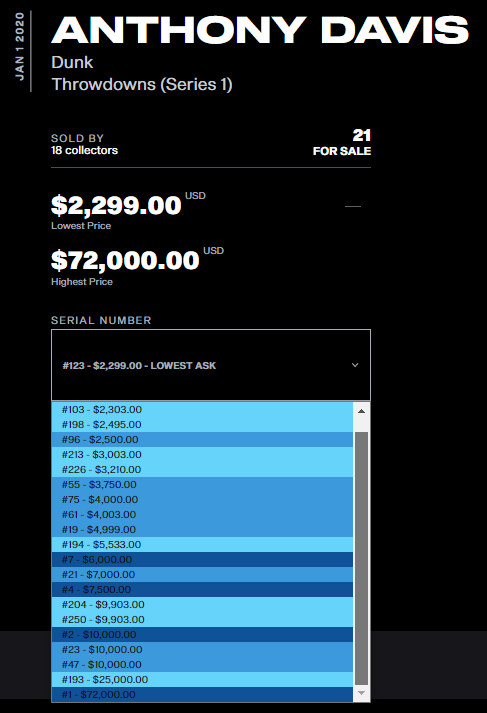 JAN 1 2020
ANTHONY DAVIS
Dunk
Throwdowns (Series 1)
SOLD BY
18 collectors
21
FOR SALE
$2,299.00 USD
Lowest Price
—
$72,000.00 USD
Highest Price
SERIAL NUMBER
#123 - $2,299.00 - LOWEST ASK
#103 - $2,303.00
#198 - $2,495.00
#96 - $2,500.00
#213 - $3,003.00
#226 - $3,210.00
#55 - $3,750.00
#75 - $4,000.00
#61 - $4,003.00
#19 - $4,999.00
#194 - $5,533.00
#7 - $6,000.00
#21 - $7,000.00
#4 - $7,500.00
#204 - $9,903.00
#250 - $9,903.00
#2 - $10,000.00
#23 - $10,000.00
#47 - $10,000.00
#193 - $25,000.00
#1 - $72,000.00